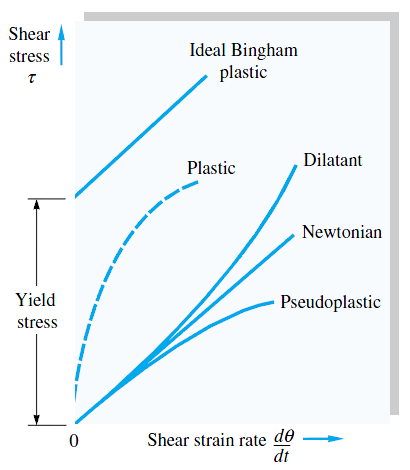 Shear
stress
τ
Ideal Bingham
plastic
Plastic
Dilatant
Newtonian
Yield
stress
Pseudoplastic
0
Shear strain rate dθ
dt